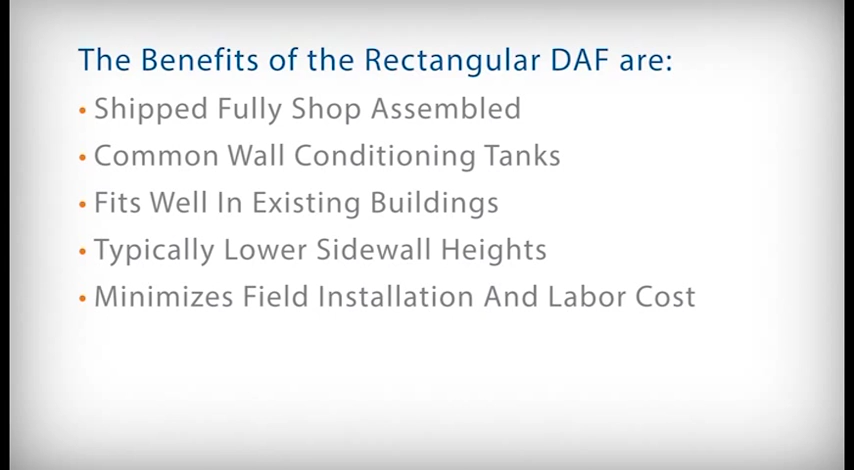 The Benefits of the Rectangular DAF are:
• Shipped Fully Shop Assembled
• Common Wall Conditioning Tanks
• Fits Well In Existing Buildings
• Typically Lower Sidewall Heights
• Minimizes Field Installation And Labor Cost